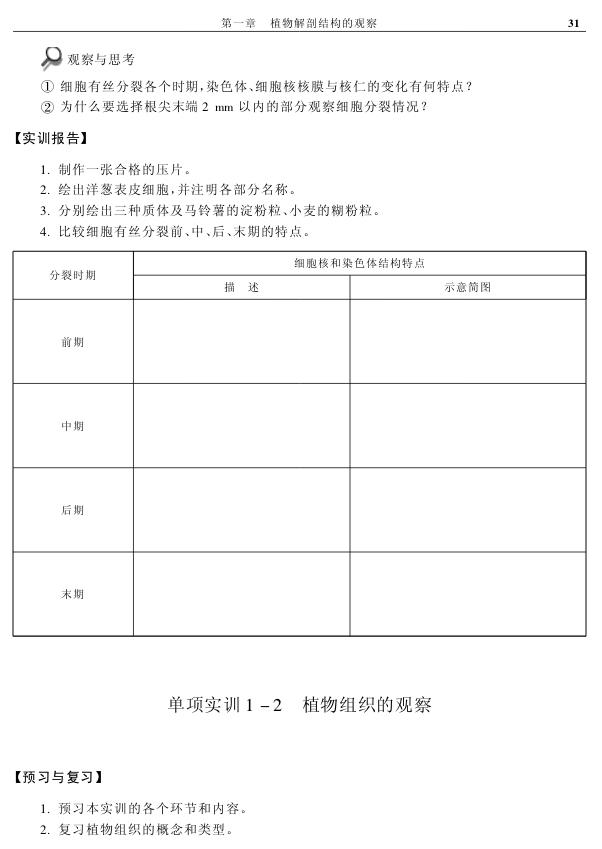 第一章 植物解剖结构的观察 31
观察与思考
① 细胞有丝分裂各个时期,染色体、细胞核核膜与核仁的变化有何特点?
② 为什么要选择根尖末端 2 mm 以内的部分观察细胞分裂情况?
【实训报告】
1. 制作一张合格的压片。
2. 绘出洋葱表皮细胞,并注明各部分名称。
3. 分别绘出三种质体及马铃薯的淀粉粒、小麦的糊粉粒。
4. 比较细胞有丝分裂前、中、后、末期的特点。
分裂时期
细胞核和染色体结构特点
描 述
示意简图
前期
中期
后期
末期
单项实训 1－2 植物组织的观察
【预习与复习】
1. 预习本实训的各个环节和内容。
2. 复习植物组织的概念和类型。